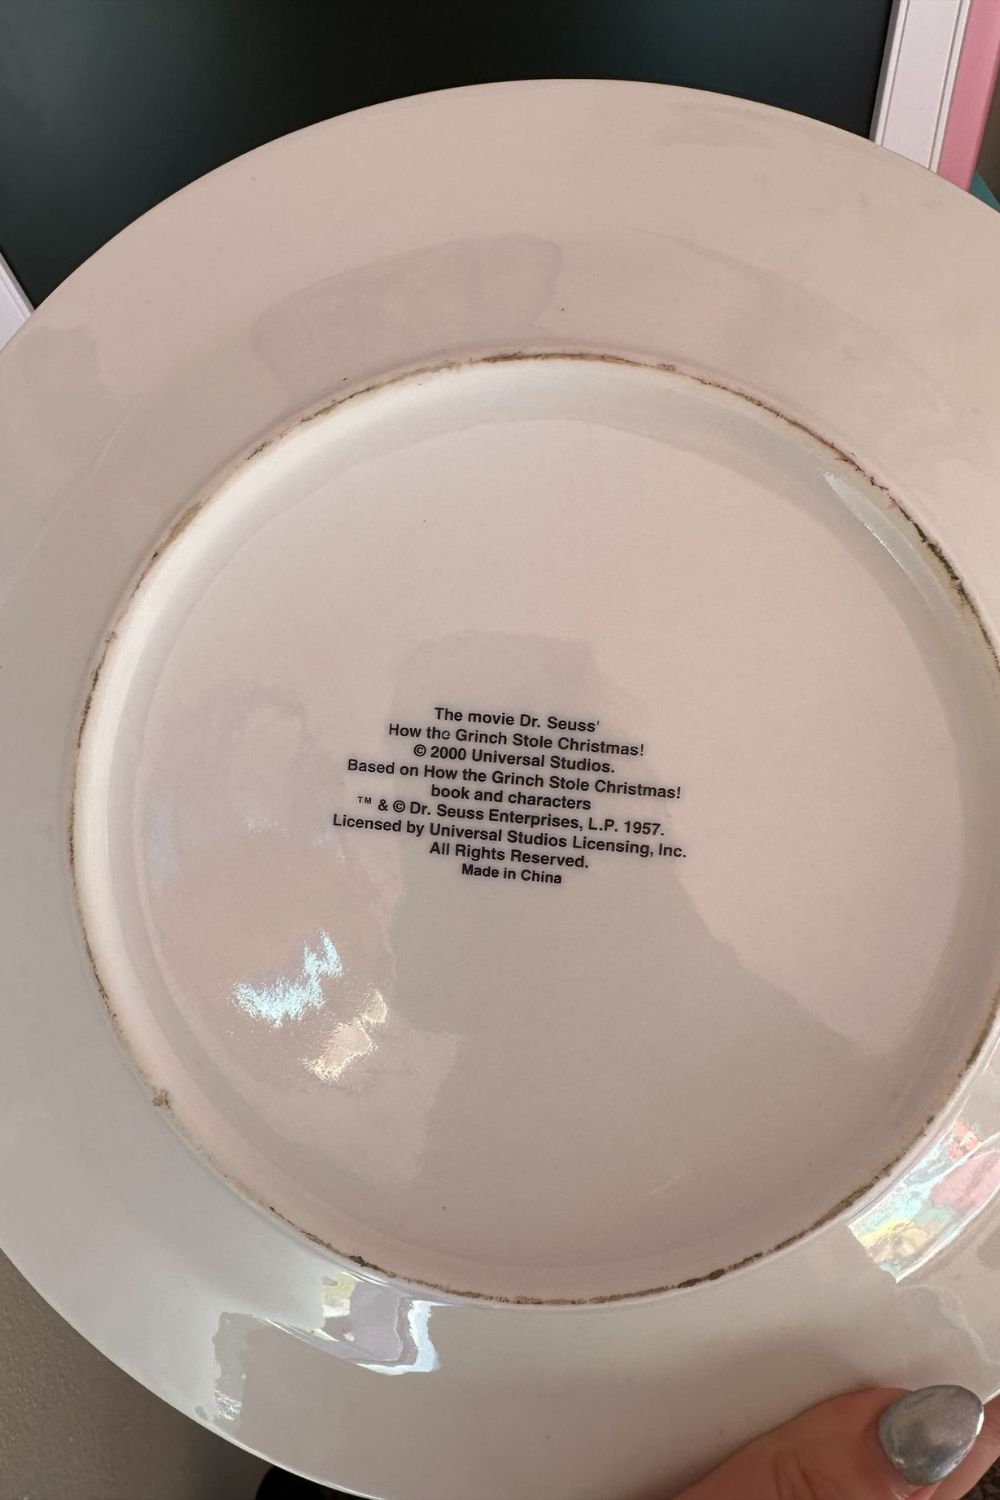 The movie Dr. Seuss'
How the Grinch Stole Christmas!
© 2000 Universal Studios.
Based on How the Grinch Stole Christmas!
book and characters
™ & © Dr. Seuss Enterprises, L.P. 1957.
Licensed by Universal Studios Licensing, Inc.
All Rights Reserved.
Made in China